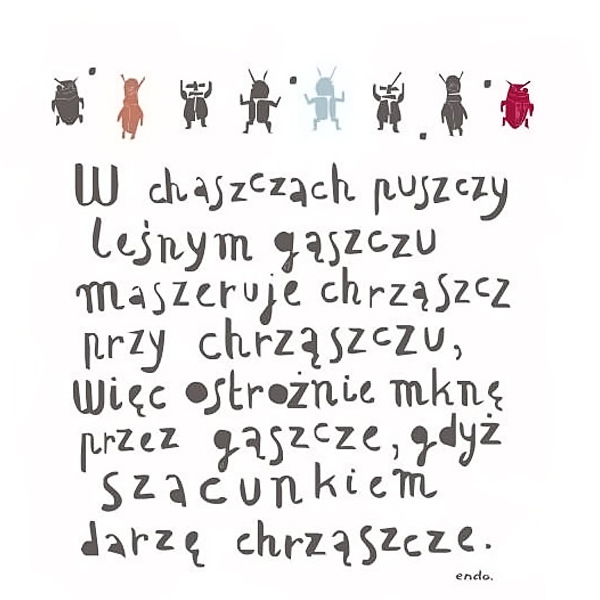 W chaszczach puszczy
leśnym gąszczu
maszeruje chrząszcz
przy chrząszczu,
więc ostrożnie mknę
przez gąszcze, gdyż
szacunkiem
darzę chrząszcze.
endo.